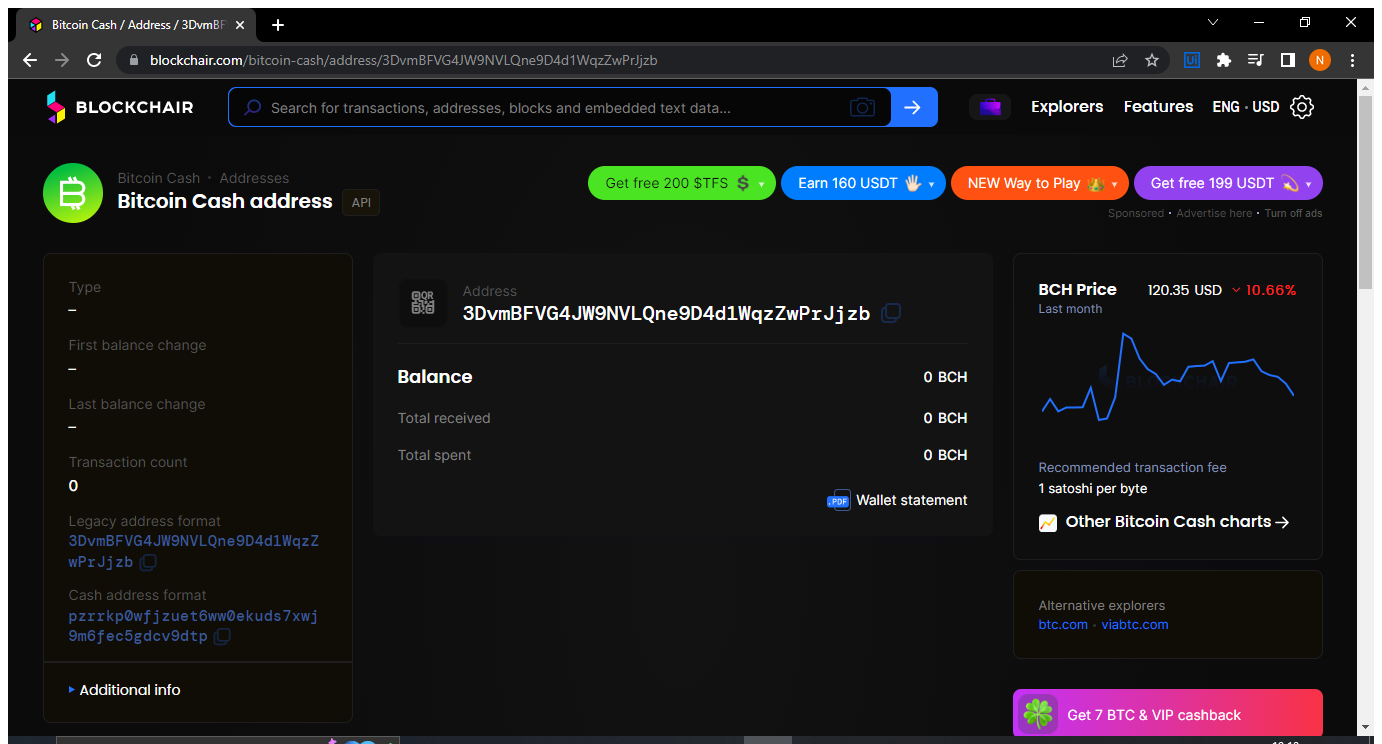 Bitcoin Cash / Address / 3DvmBF
blockchair.com/bitcoin-cash/address/3DvmBFVG4JW9NVLQne9D4d1WqzZwPrJjzb
Ui
N
BLOCKCHAIR
Search for transactions, addresses, blocks and embedded text data...
Explorers
Features
ENG · USD
Bitcoin Cash · Addresses
Bitcoin Cash address
API
Get free 200 $TFS
Earn 160 USDT
NEW Way to Play
Get free 199 USDT
Sponsored · Advertise here · Turn off ads
Type
–
First balance change
–
Last balance change
–
Transaction count
0
Legacy address format
3DvmBFVG4JW9NVLQne9D4d1WqzZ
wPrJjzb
Cash address format
pzrrkp0wfjzuet6ww0ekuds7xwj
9m6fec5gdcv9dtp
Additional info
QR
Address
3DvmBFVG4JW9NVLQne9D4d1WqzZwPrJjzb
Balance
0 BCH
Total received
0 BCH
Total spent
0 BCH
.PDF
Wallet statement
BCH Price
120.35 USD
10.66%
Last month
BLOCKCHAIR
Recommended transaction fee
1 satoshi per byte
Other Bitcoin Cash charts →
Alternative explorers
btc.com · viabtc.com
Get 7 BTC & VIP cashback